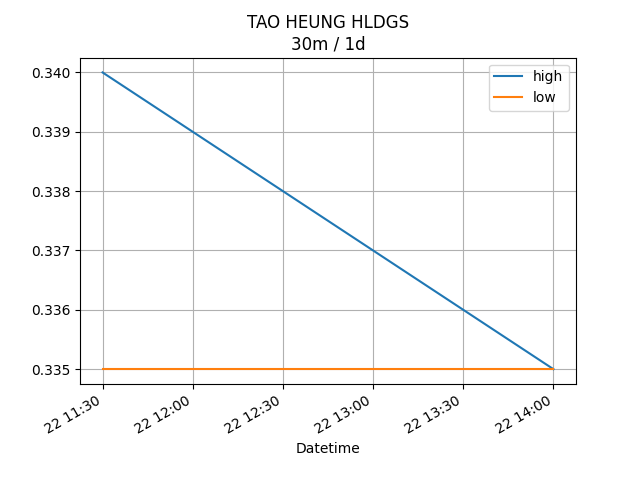 TAO HEUNG HLDGS
30m / 1d
high
low
0.340
0.339
0.338
0.337
0.336
0.335
22 11:30
22 12:00
22 12:30
22 13:00
22 13:30
22 14:00
Datetime